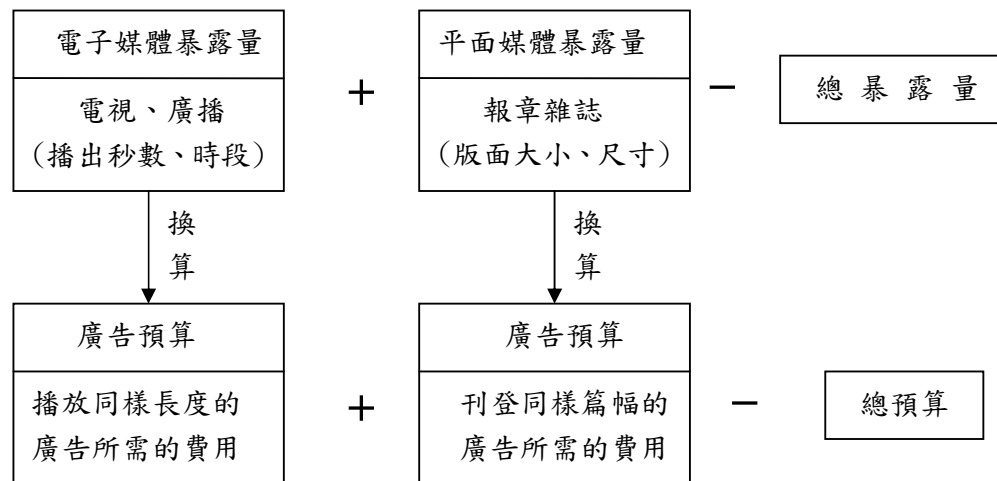 電子媒體暴露量
電視、廣播
(播出秒數、時段)
+
平面媒體暴露量
報章雜誌
(版面大小、尺寸)
－
總暴露量
換
算
換
算
廣告預算
播放同樣長度的
廣告所需的費用
+
廣告預算
刊登同樣篇幅的
廣告所需的費用
－
總預算